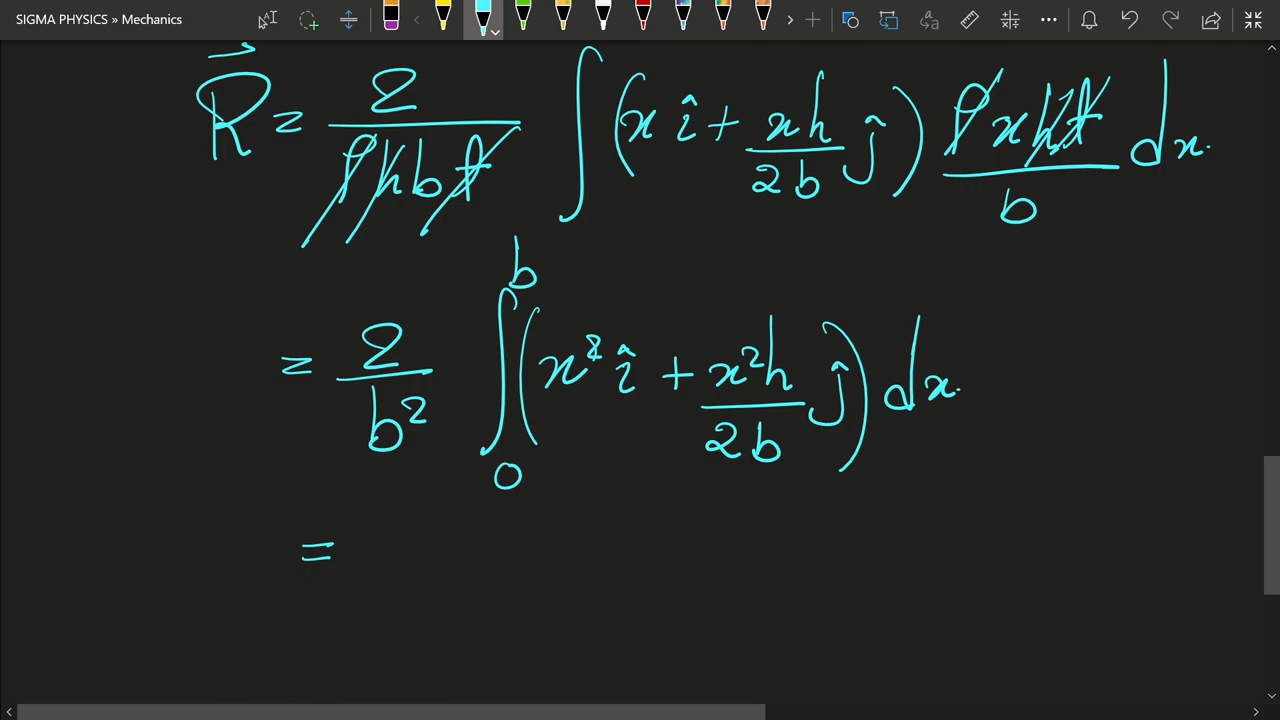 SIGMA PHYSICS » Mechanics
R⃗ = 2/(ρhbt) ∫ (x î + xh/2b ĵ) ρxht/b dx.
= 2/b² ∫₀ᵇ (x² î + x²h/2b ĵ) dx.
=